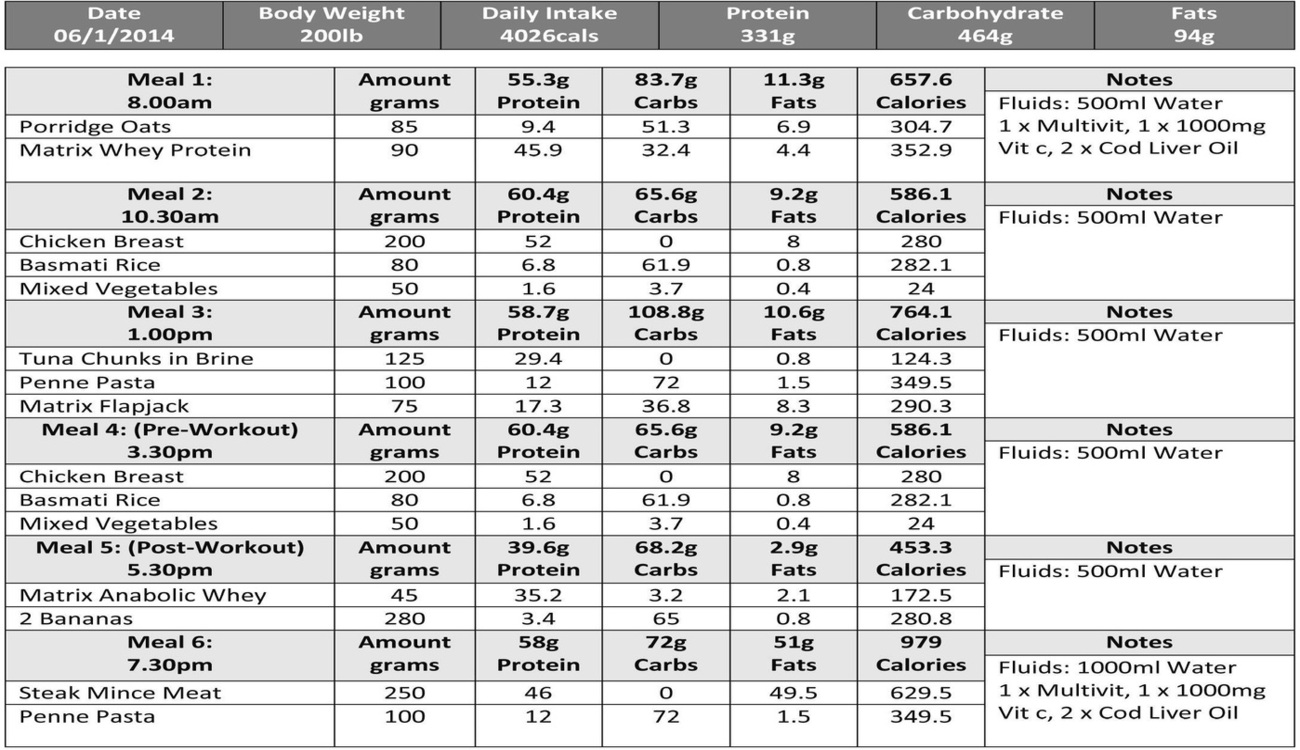 Date Body Weight Daily Intake Protein Carbohydrate Fats
06/1/2014 200lb 4026cals 331g 464g 94g
Meal 1: Amount 55.3g 83.7g 11.3g 657.6 Notes
8.00am grams Protein Carbs Fats Calories Fluids: 500ml Water
Porridge Oats 85 9.4 51.3 6.9 304.7 1 x Multivit, 1 x 1000mg
Matrix Whey Protein 90 45.9 32.4 4.4 352.9 Vit c, 2 x Cod Liver Oil
Meal 2: Amount 60.4g 65.6g 9.2g 586.1 Notes
10.30am grams Protein Carbs Fats Calories Fluids: 500ml Water
Chicken Breast 200 52 0 8 280
Basmati Rice 80 6.8 61.9 0.8 282.1
Mixed Vegetables 50 1.6 3.7 0.4 24
Meal 3: Amount 58.7g 108.8g 10.6g 764.1 Notes
1.00pm grams Protein Carbs Fats Calories Fluids: 500ml Water
Tuna Chunks in Brine 125 29.4 0 0.8 124.3
Penne Pasta 100 12 72 1.5 349.5
Matrix Flapjack 75 17.3 36.8 8.3 290.3
Meal 4: (Pre-Workout) Amount 60.4g 65.6g 9.2g 586.1 Notes
3.30pm grams Protein Carbs Fats Calories Fluids: 500ml Water
Chicken Breast 200 52 0 8 280
Basmati Rice 80 6.8 61.9 0.8 282.1
Mixed Vegetables 50 1.6 3.7 0.4 24
Meal 5: (Post-Workout) Amount 39.6g 68.2g 2.9g 453.3 Notes
5.30pm grams Protein Carbs Fats Calories Fluids: 500ml Water
Matrix Anabolic Whey 45 35.2 3.2 2.1 172.5
2 Bananas 280 3.4 65 0.8 280.8
Meal 6: Amount 58g 72g 51g 979 Notes
7.30pm grams Protein Carbs Fats Calories Fluids: 1000ml Water
Steak Mince Meat 250 46 0 49.5 629.5 1 x Multivit, 1 x 1000mg
Penne Pasta 100 12 72 1.5 349.5 Vit c, 2 x Cod Liver Oil